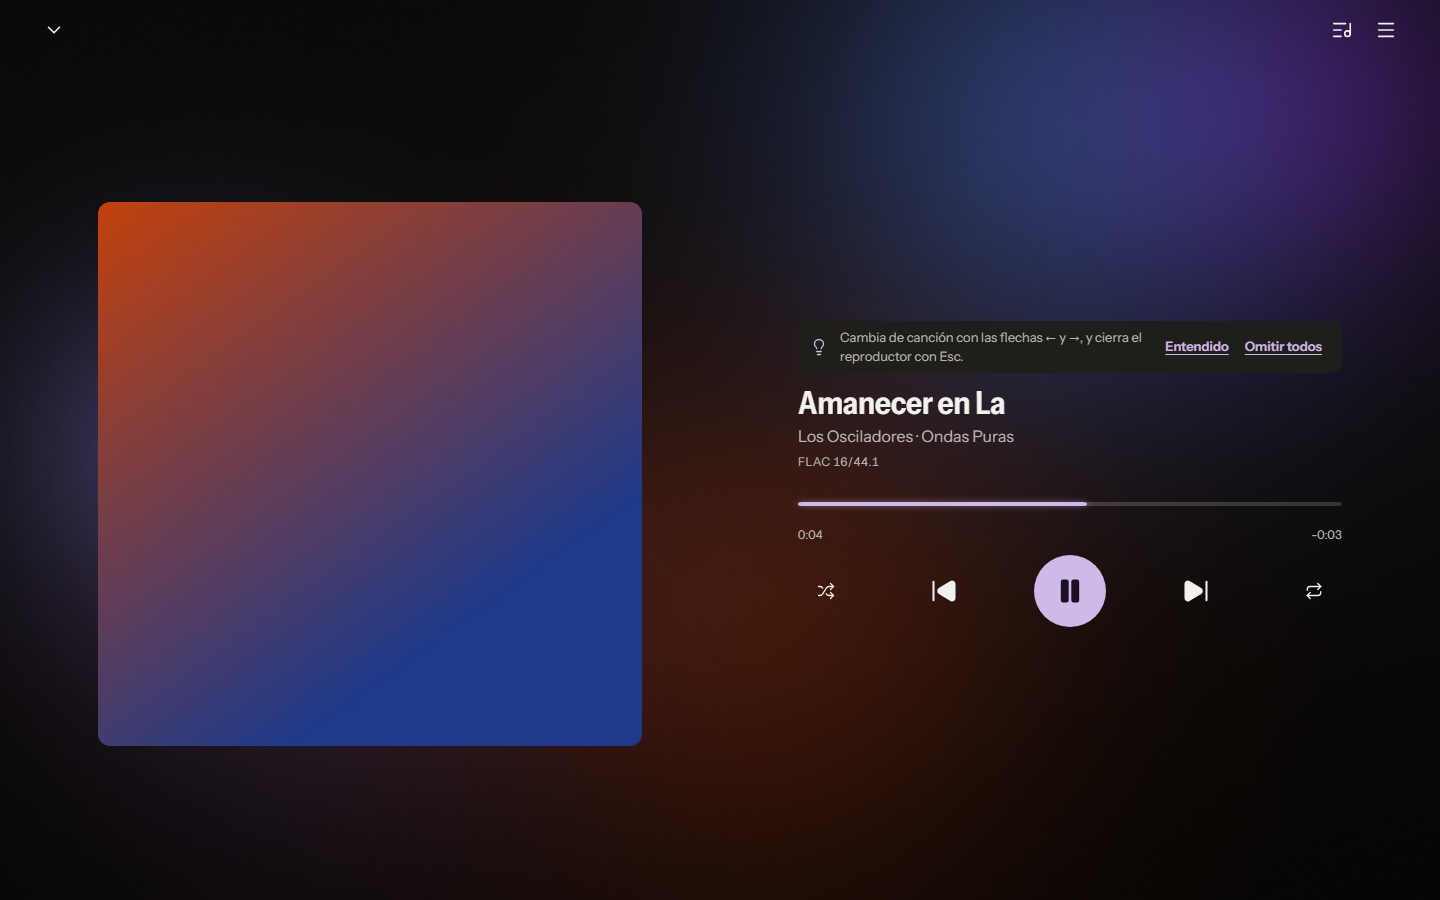 Cambia de canción con las flechas ← y →, y cierra el
reproductor con Esc.
Entendido
Omitir todos
Amanecer en La
Los Osciladores · Ondas Puras
FLAC 16/44.1
0:04
-0:03